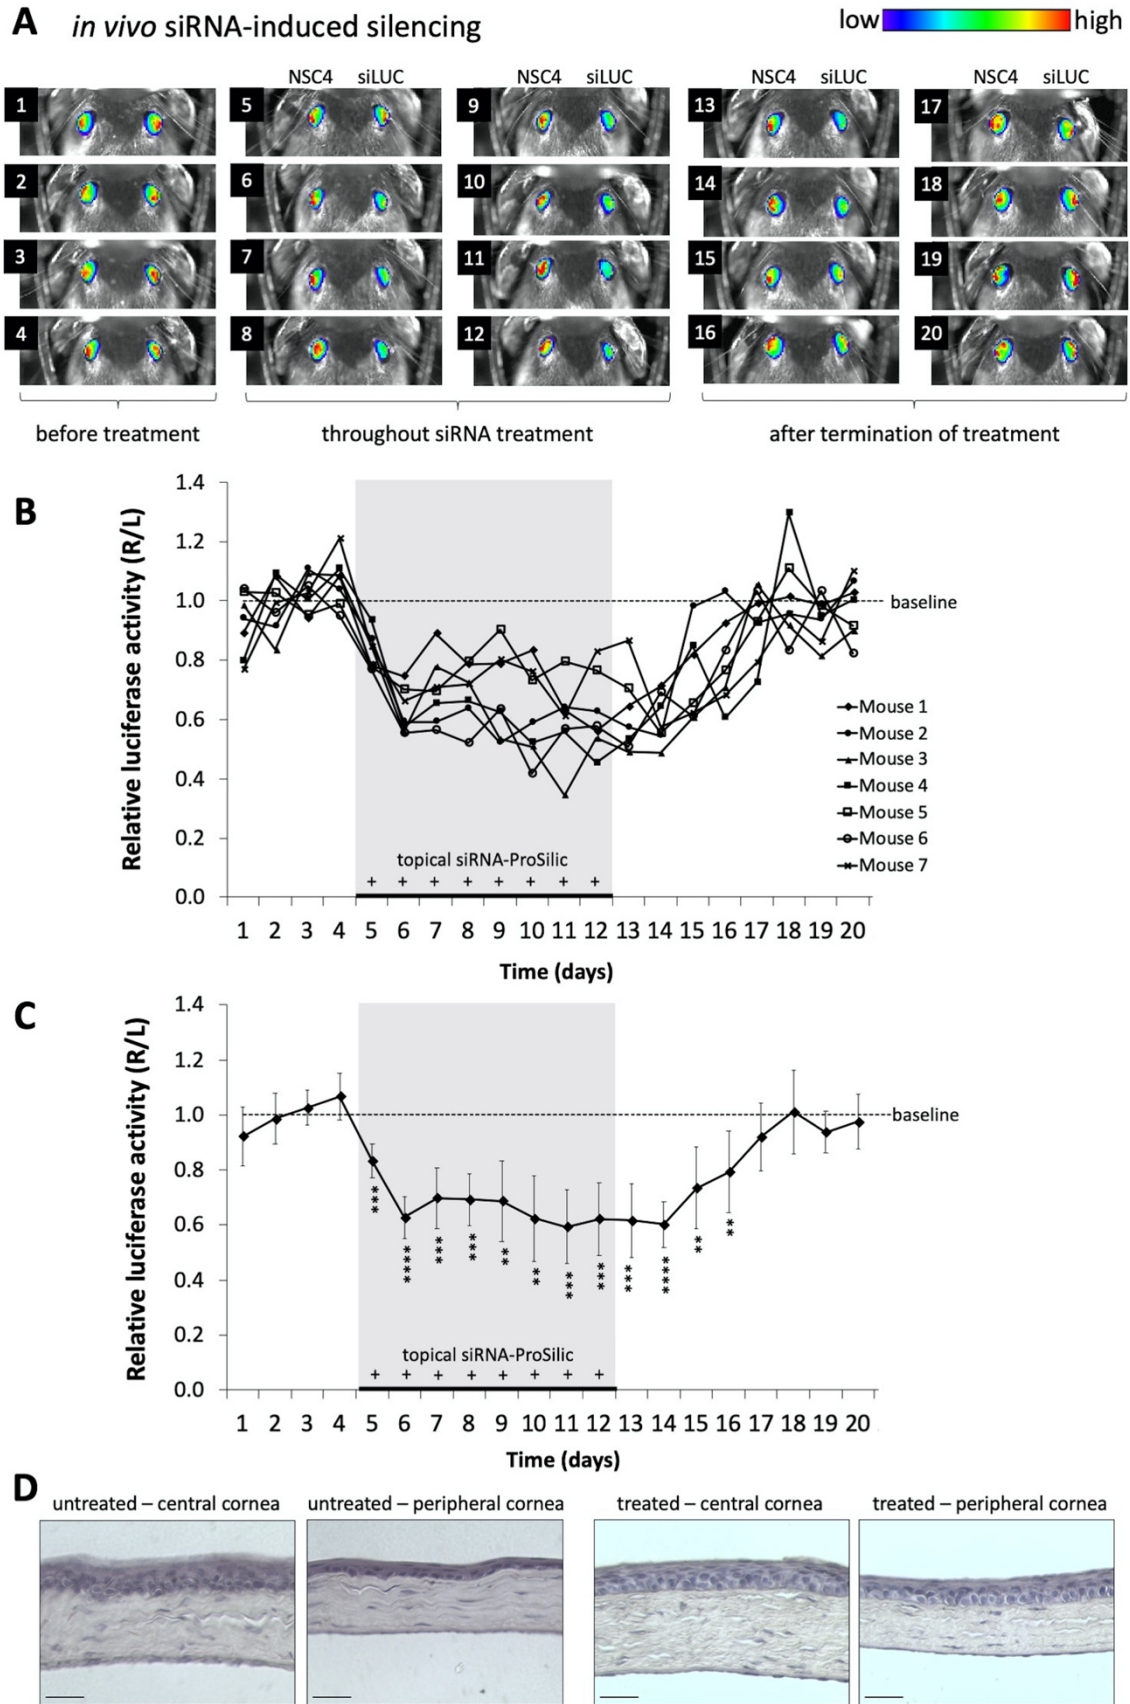 A in vivo siRNA-induced silencing
low high
NSC4 siLUC NSC4 siLUC NSC4 siLUC NSC4 siLUC
1 5 9 13 17
2 6 10 14 18
3 7 11 15 19
4 8 12 16 20
before treatment throughout siRNA treatment after termination of treatment
B
Relative luciferase activity (R/L)
1.4
1.2
1.0
0.8
0.6
0.4
0.2
0.0
baseline
Mouse 1
Mouse 2
Mouse 3
Mouse 4
Mouse 5
Mouse 6
Mouse 7
topical siRNA-ProSilic
+ + + + + + + +
1 2 3 4 5 6 7 8 9 10 11 12 13 14 15 16 17 18 19 20
Time (days)
C
Relative luciferase activity (R/L)
1.4
1.2
1.0
0.8
0.6
0.4
0.2
0.0
baseline
*** **** *** *** ** ** *** *** *** **** ** **
topical siRNA-ProSilic
+ + + + + + + +
1 2 3 4 5 6 7 8 9 10 11 12 13 14 15 16 17 18 19 20
Time (days)
D
untreated – central cornea untreated – peripheral cornea treated – central cornea treated – peripheral cornea